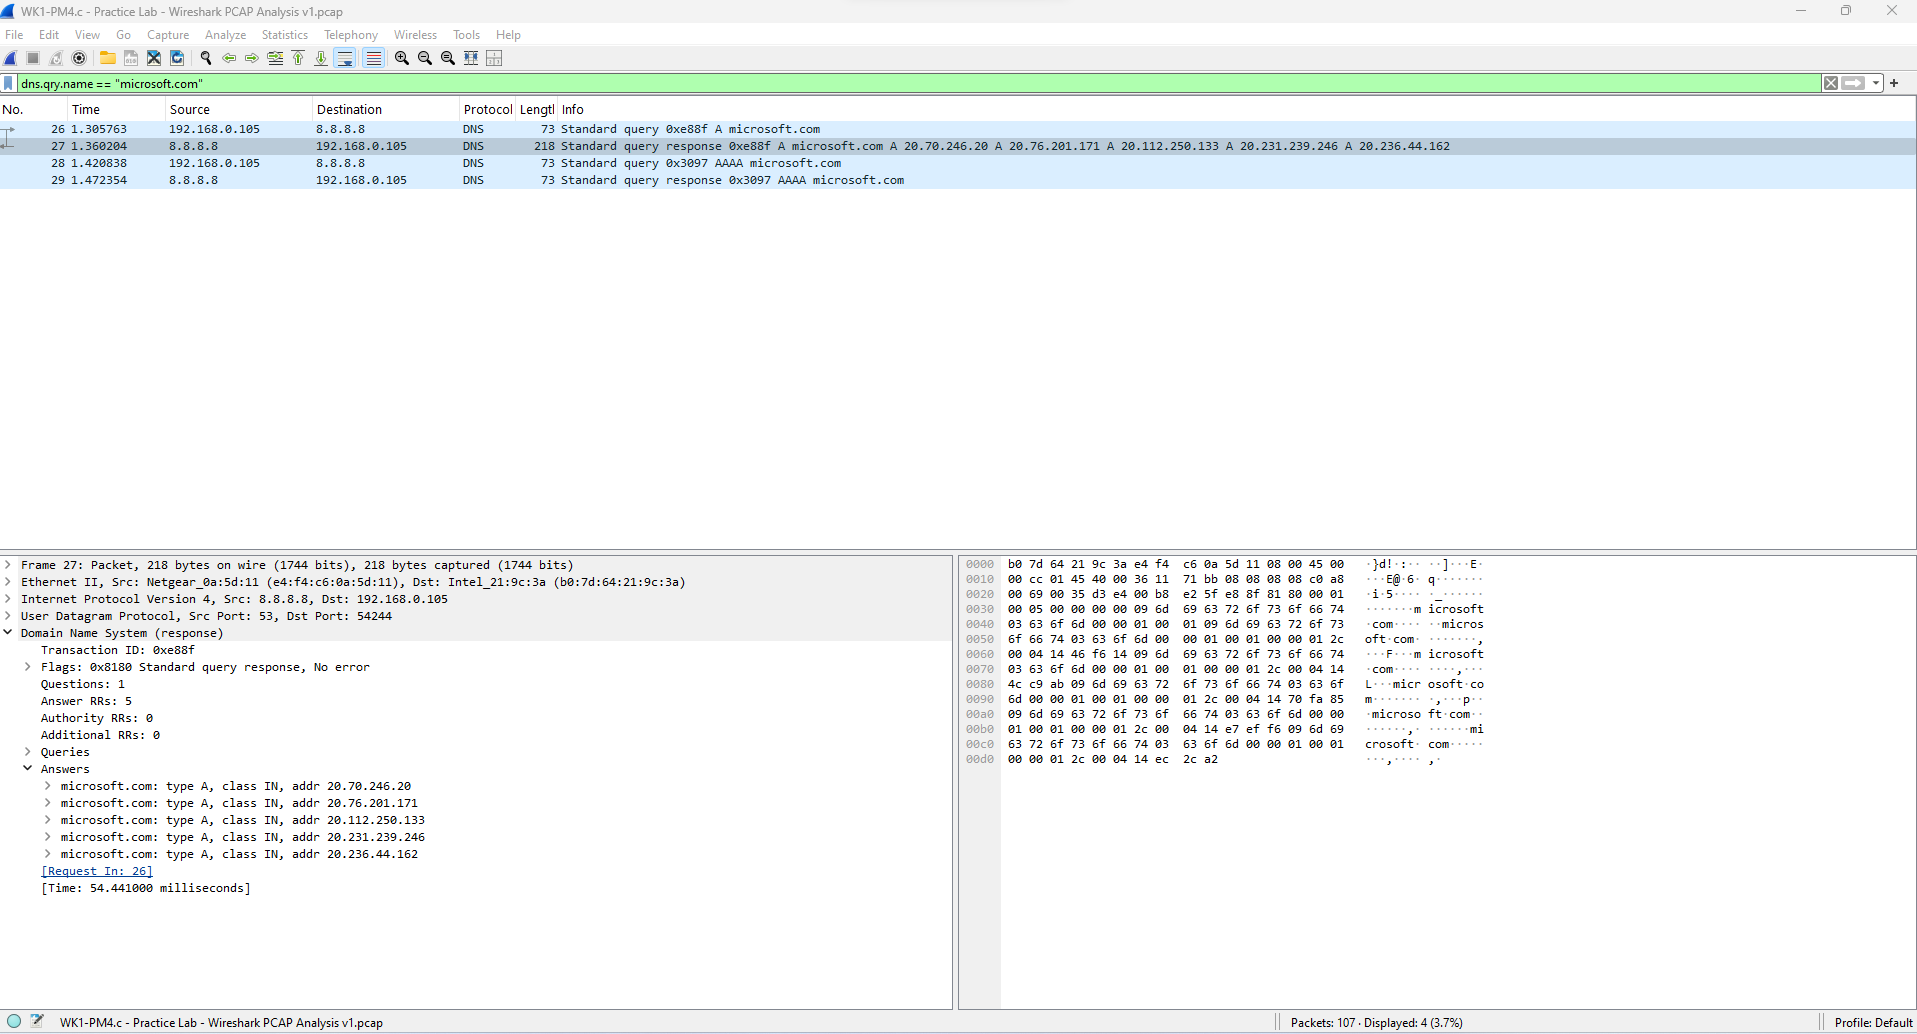 WK1-PM4.c - Practice Lab - Wireshark PCAP Analysis v1.pcap
File Edit View Go Capture Analyze Statistics Telephony Wireless Tools Help
dns.qry.name == "microsoft.com"
No. Time Source Destination Protocol Lengtl Info
26 1.305763 192.168.0.105 8.8.8.8 DNS 73 Standard query 0xe88f A microsoft.com
27 1.360204 8.8.8.8 192.168.0.105 DNS 218 Standard query response 0xe88f A microsoft.com A 20.70.246.20 A 20.76.201.171 A 20.112.250.133 A 20.231.239.246 A 20.236.44.162
28 1.420838 192.168.0.105 8.8.8.8 DNS 73 Standard query 0x3097 AAAA microsoft.com
29 1.472354 8.8.8.8 192.168.0.105 DNS 73 Standard query response 0x3097 AAAA microsoft.com
Frame 27: Packet, 218 bytes on wire (1744 bits), 218 bytes captured (1744 bits)
Ethernet II, Src: Netgear_0a:5d:11 (e4:f4:c6:0a:5d:11), Dst: Intel_21:9c:3a (b0:7d:64:21:9c:3a)
Internet Protocol Version 4, Src: 8.8.8.8, Dst: 192.168.0.105
User Datagram Protocol, Src Port: 53, Dst Port: 54244
Domain Name System (response)
Transaction ID: 0xe88f
Flags: 0x8180 Standard query response, No error
Questions: 1
Answer RRs: 5
Authority RRs: 0
Additional RRs: 0
Queries
Answers
microsoft.com: type A, class IN, addr 20.70.246.20
microsoft.com: type A, class IN, addr 20.76.201.171
microsoft.com: type A, class IN, addr 20.112.250.133
microsoft.com: type A, class IN, addr 20.231.239.246
microsoft.com: type A, class IN, addr 20.236.44.162
[Request In: 26]
[Time: 54.441000 milliseconds]
0000 b0 7d 64 21 9c 3a e4 f4 c6 0a 5d 11 08 00 45 00 ·}d!·:·· ··]···E·
0010 00 cc 01 45 40 00 36 11 71 bb 08 08 08 08 c0 a8 ···E@·6· q·······
0020 00 69 00 35 d3 e4 00 b8 e2 5f e8 8f 81 80 00 01 ·i·5···· ·_······
0030 00 05 00 00 00 00 09 6d 69 63 72 6f 73 6f 66 74 ·······m icrosoft
0040 03 63 6f 6d 00 00 01 00 01 09 6d 69 63 72 6f 73 ·com···· ··micros
0050 6f 66 74 03 63 6f 6d 00 00 01 00 01 00 00 01 2c oft·com· ·······,
0060 00 04 14 46 f6 14 09 6d 69 63 72 6f 73 6f 66 74 ···F···m icrosoft
0070 03 63 6f 6d 00 00 01 00 01 00 00 01 2c 00 04 14 ·com···· ····,···
0080 4c c9 ab 09 6d 69 63 72 6f 73 6f 66 74 03 63 6f L···micr osoft·co
0090 6d 00 00 01 00 01 00 00 01 2c 00 04 14 70 fa 85 m······· ·,···p··
00a0 09 6d 69 63 72 6f 73 6f 66 74 03 63 6f 6d 00 00 ·microso ft·com··
00b0 01 00 01 00 00 01 2c 00 04 14 e7 ef f6 09 6d 69 ······,· ······mi
00c0 63 72 6f 73 6f 66 74 03 63 6f 6d 00 00 01 00 01 crosoft· com·····
00d0 00 00 01 2c 00 04 14 ec 2c a2 ···,···· ,·
WK1-PM4.c - Practice Lab - Wireshark PCAP Analysis v1.pcap
Packets: 107 · Displayed: 4 (3.7%)
Profile: Default